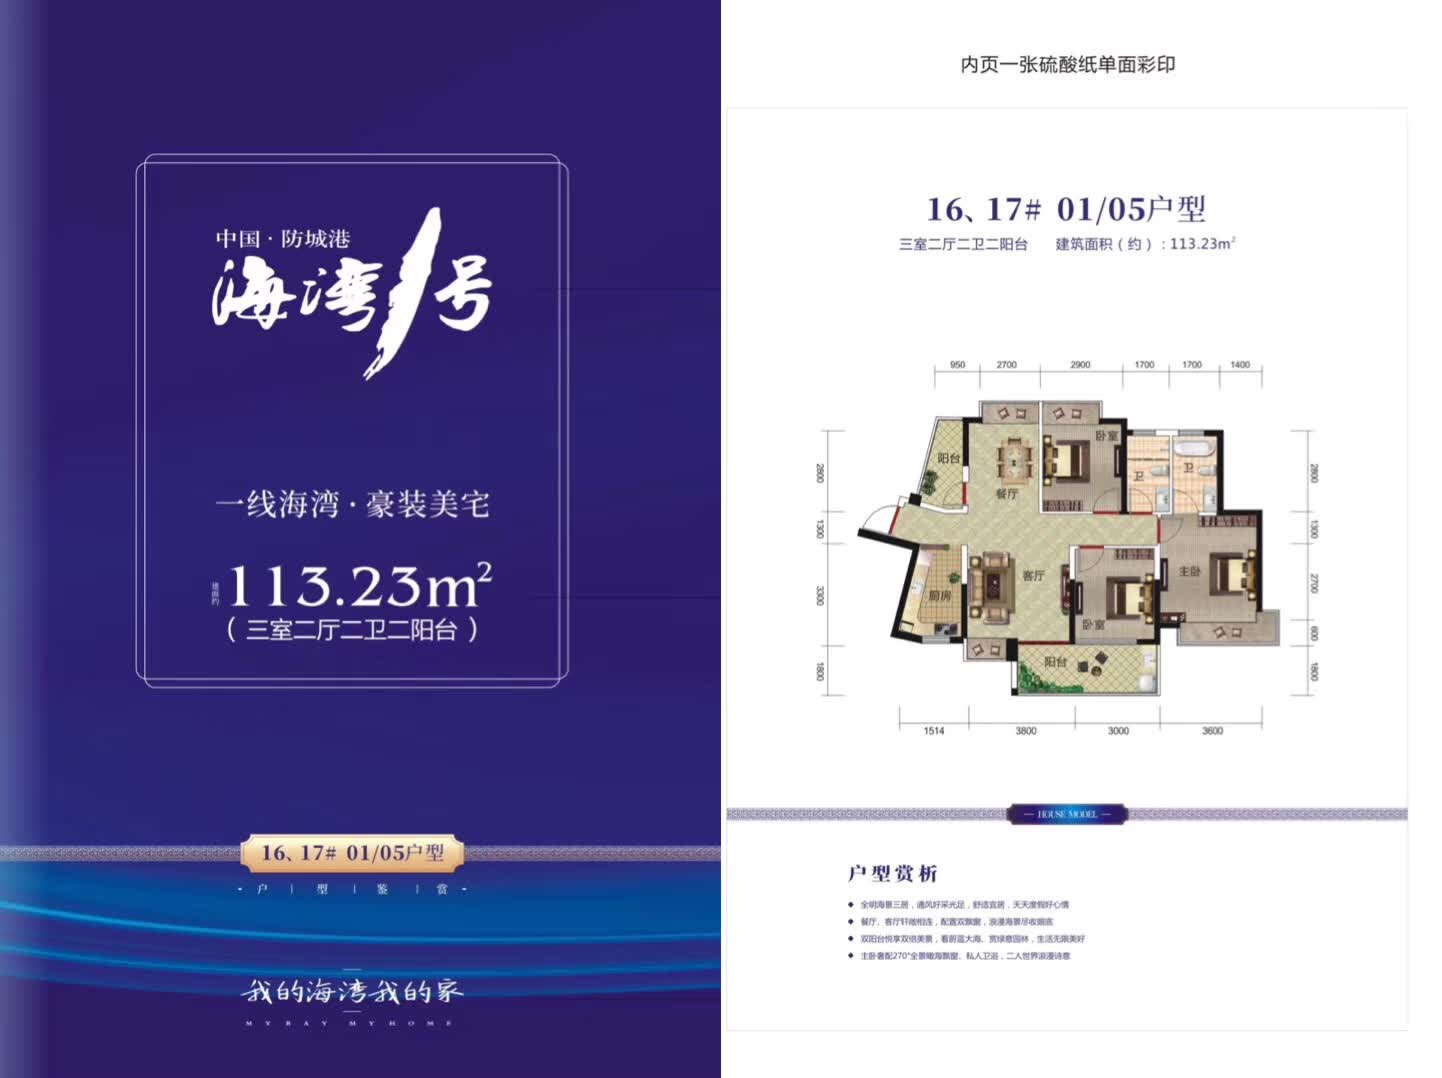 中国·防城港
海湾1号
一线海湾·豪装美宅
建面约
113.23m²
（三室二厅二卫二阳台）
16、17# 01/05户型
户 | 型 | 鉴 | 赏
我的海湾我的家
MY BAY MY HOME
内页一张硫酸纸单面彩印
16、17# 01/05户型
三室二厅二卫二阳台 建筑面积（约）：113.23m²
950 2700 2900 1700 1700 1400
2800 1300 3300 1800
2800 1300 2700 600 1800
阳台
餐厅
卧室
卫
卫
客厅
主卧
厨房
卧室
阳台
1514 3800 3000 3600
HOUSE MODEL
户型赏析
全明海景三居，通风好采光足，舒适宜居，天天度假好心情
餐厅、客厅轩敞相连，配置双飘窗，浪漫海景尽收眼底
双阳台悦享双倍美景，看蔚蓝大海、赏绿意园林，生活无限美好
主卧奢配270°全景瞰海飘窗、私人卫浴，二人世界浪漫诗意